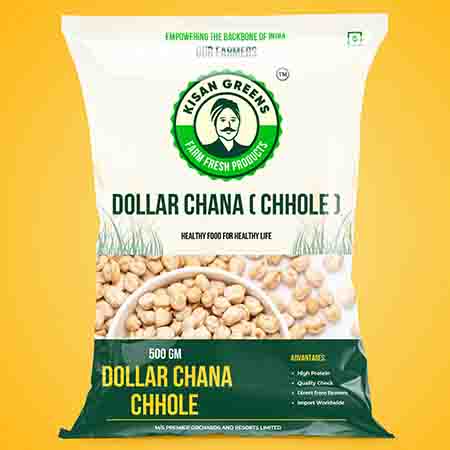 EMPOWERING THE BACKBONE OF INDIA
OUR FARMERS
TM
KISAN GREENS
FARM FRESH PRODUCTS
DOLLAR CHANA ( CHHOLE )
HEALTHY FOOD FOR HEALTHY LIFE
500 GM
DOLLAR CHANA
CHHOLE
ADVANTAGES:
• High Protein
• Quality Check
• Direct from Farmers
• Import Worldwide
M/S PREMIER ORCHARDS AND RESORTS LIMITED